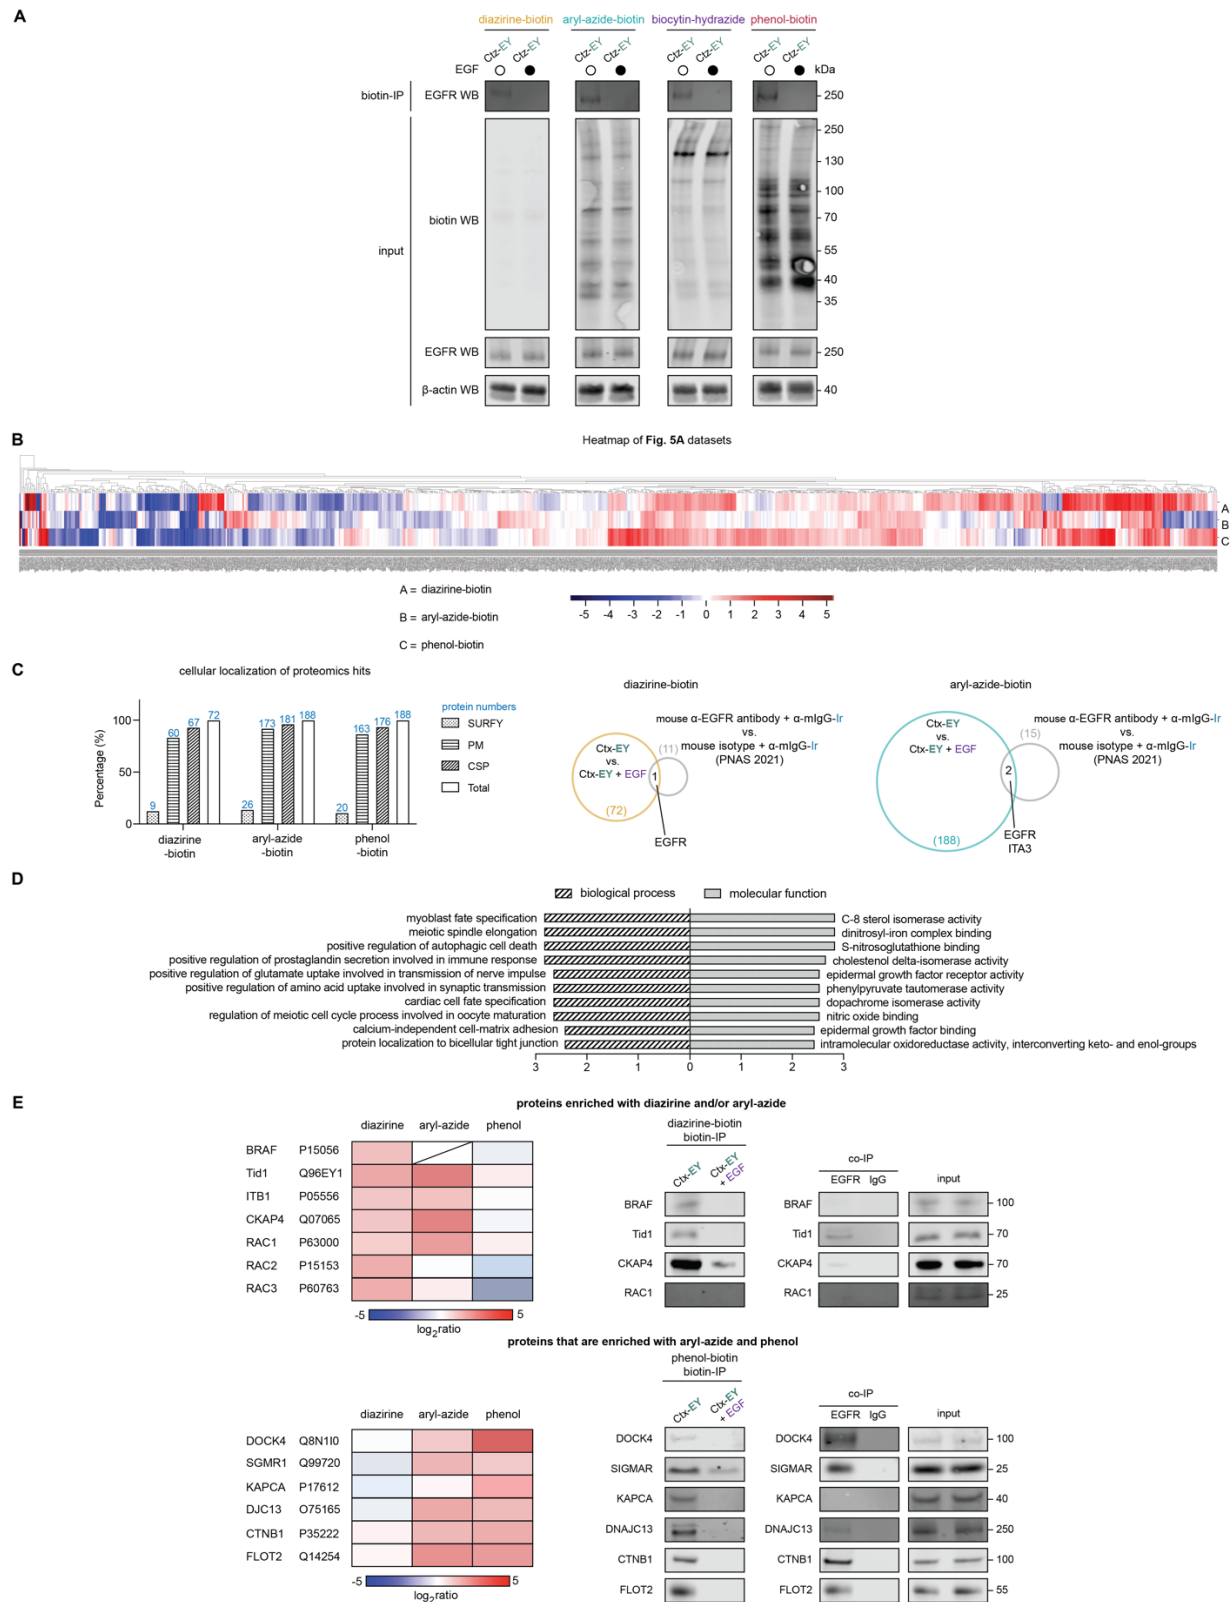 A
diazirine-biotin aryl-azide-biotin biocytin-hydrazide phenol-biotin
Ctz-EY Ctz-EY Ctz-EY Ctz-EY Ctz-EY Ctz-EY Ctz-EY Ctz-EY
EGF kDa
biotin-IP EGFR WB 250
input
biotin WB
250
130
100
70
55
40
35
EGFR WB 250
β-actin WB 40
B
Heatmap of Fig. 5A datasets
A
B
C
A = diazirine-biotin
B = aryl-azide-biotin
C = phenol-biotin
-5 -4 -3 -2 -1 0 1 2 3 4 5
C
cellular localization of proteomics hits
Percentage (%)
100
50
0
9 60 67 72
26 173 181 188
20 163 176 188
diazirine
-biotin
aryl-azide
-biotin
phenol
-biotin
protein numbers
SURFY
PM
CSP
Total
diazirine-biotin
Ctx-EY
vs.
Ctx-EY + EGF
(72)
1
(11)
EGFR
mouse α-EGFR antibody + α-mIgG-Ir
vs.
mouse isotype + α-mIgG-Ir
(PNAS 2021)
aryl-azide-biotin
Ctx-EY
vs.
Ctx-EY + EGF
(188)
2
(15)
EGFR
ITA3
mouse α-EGFR antibody + α-mIgG-Ir
vs.
mouse isotype + α-mIgG-Ir
(PNAS 2021)
D
biological process molecular function
myoblast fate specification C-8 sterol isomerase activity
meiotic spindle elongation dinitrosyl-iron complex binding
positive regulation of autophagic cell death S-nitrosoglutathione binding
positive regulation of prostaglandin secretion involved in immune response cholestenol delta-isomerase activity
positive regulation of glutamate uptake involved in transmission of nerve impulse epidermal growth factor receptor activity
positive regulation of amino acid uptake involved in synaptic transmission phenylpyruvate tautomerase activity
cardiac cell fate specification dopachrome isomerase activity
regulation of meiotic cell cycle process involved in oocyte maturation nitric oxide binding
calcium-independent cell-matrix adhesion epidermal growth factor binding
protein localization to bicellular tight junction intramolecular oxidoreductase activity, interconverting keto- and enol-groups
3 2 1 0 1 2 3
E
proteins enriched with diazirine and/or aryl-azide
diazirine aryl-azide phenol
BRAF P15056
Tid1 Q96EY1
ITB1 P05556
CKAP4 Q07065
RAC1 P63000
RAC2 P15153
RAC3 P60763
-5 5
log2ratio
diazirine-biotin
biotin-IP
Ctx-EY Ctx-EY + EGF
BRAF
Tid1
CKAP4
RAC1
co-IP
EGFR IgG input
BRAF 100
Tid1 70
CKAP4 70
RAC1 25
proteins that are enriched with aryl-azide and phenol
diazirine aryl-azide phenol
DOCK4 Q8N1I0
SGMR1 Q99720
KAPCA P17612
DJC13 O75165
CTNB1 P35222
FLOT2 Q14254
-5 5
log2ratio
phenol-biotin
biotin-IP
Ctx-EY Ctx-EY + EGF
DOCK4
SIGMAR
KAPCA
DNAJC13
CTNB1
FLOT2
co-IP
EGFR IgG input
DOCK4 100
SIGMAR 25
KAPCA 40
DNAJC13 250
CTNB1 100
FLOT2 55